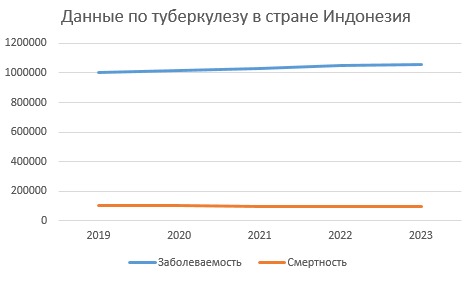 Данные по туберкулезу в стране Индонезия
1200000
1000000
800000
600000
400000
200000
0
2019 2020 2021 2022 2023
Заболеваемость Смертность